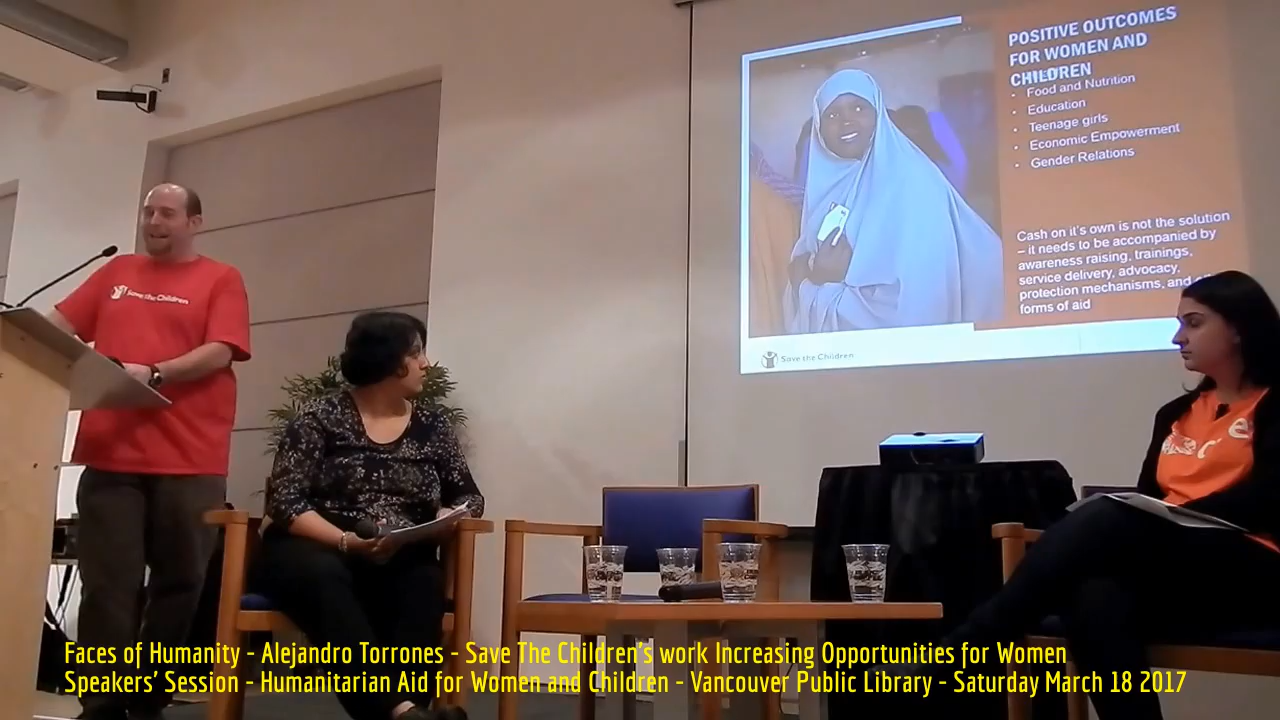 POSITIVE OUTCOMES
FOR WOMEN AND
CHILDREN
• Food and Nutrition
• Education
• Teenage girls
• Economic Empowerment
• Gender Relations
Cash on it's own is not the solution
– it needs to be accompanied by
awareness raising, trainings,
service delivery, advocacy,
protection mechanisms, and
forms of aid
Save the Children
Save the Children
Faces of Humanity - Alejandro Torrones - Save The Children's work Increasing Opportunities for Women
Speakers' Session - Humanitarian Aid for Women and Children - Vancouver Public Library - Saturday March 18 2017